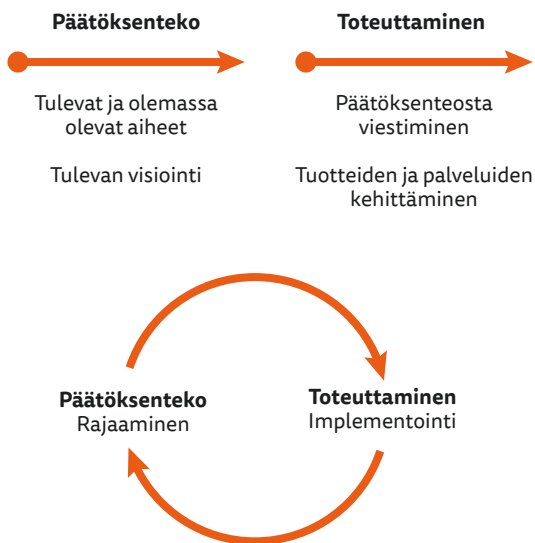 Päätöksenteko
Tulevat ja olemassa
olevat aiheet
Tulevan visiointi
Toteuttaminen
Päätöksenteosta
viestiminen
Tuotteiden ja palveluiden
kehittäminen
Päätöksenteko
Rajaaminen
Toteuttaminen
Implementointi